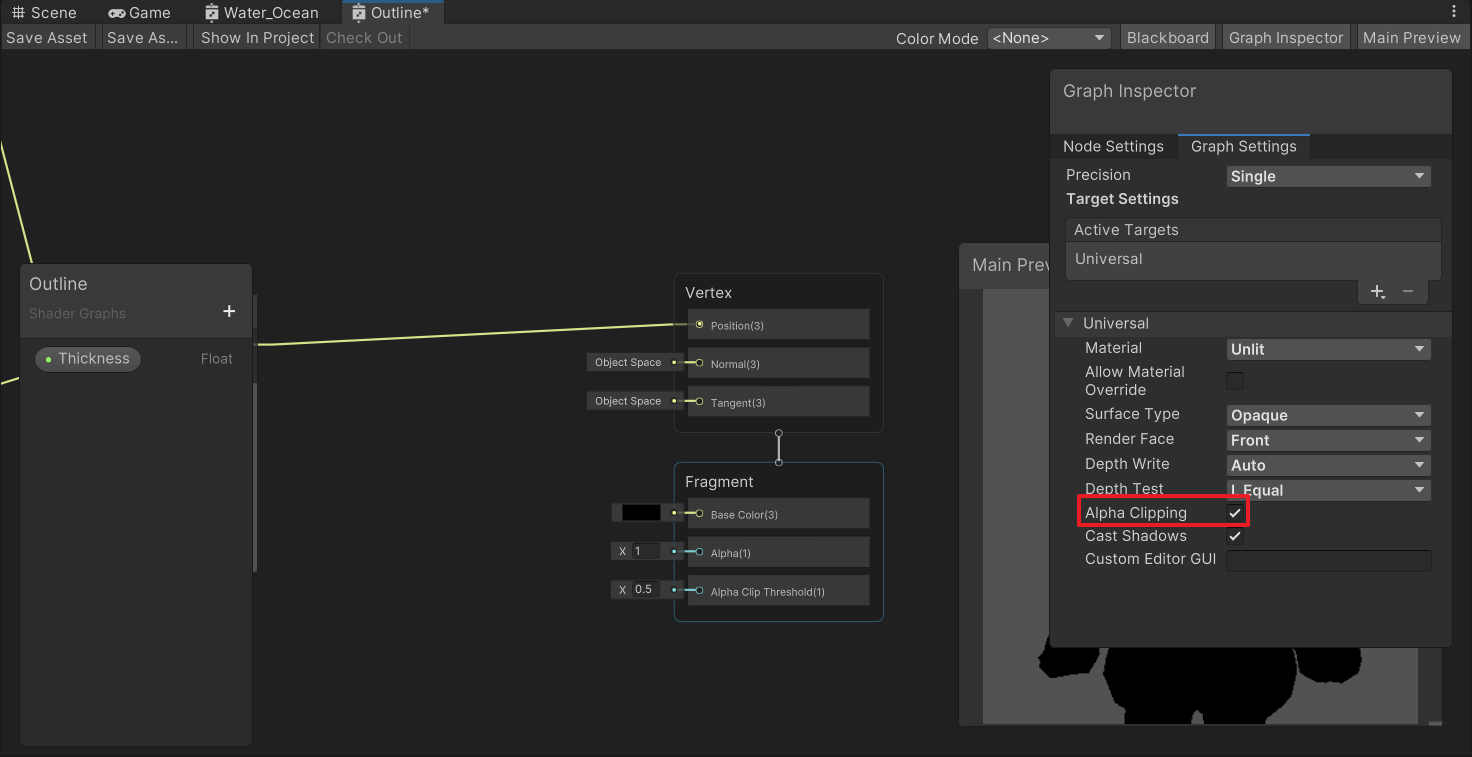 Scene Game Water_Ocean Outline*
Save Asset Save As... Show In Project Check Out Color Mode <None> Blackboard Graph Inspector Main Preview
Outline
Shader Graphs +
Thickness Float
Vertex
Position(3)
Object Space Normal(3)
Object Space Tangent(3)
Fragment
Base Color(3)
X 1 Alpha(1)
X 0.5 Alpha Clip Threshold(1)
Main Prev
Graph Inspector
Node Settings Graph Settings
Precision Single
Target Settings
Active Targets
Universal
+ −
Universal
Material Unlit
Allow Material
Override
Surface Type Opaque
Render Face Front
Depth Write Auto
Depth Test L Equal
Alpha Clipping
Cast Shadows
Custom Editor GUI